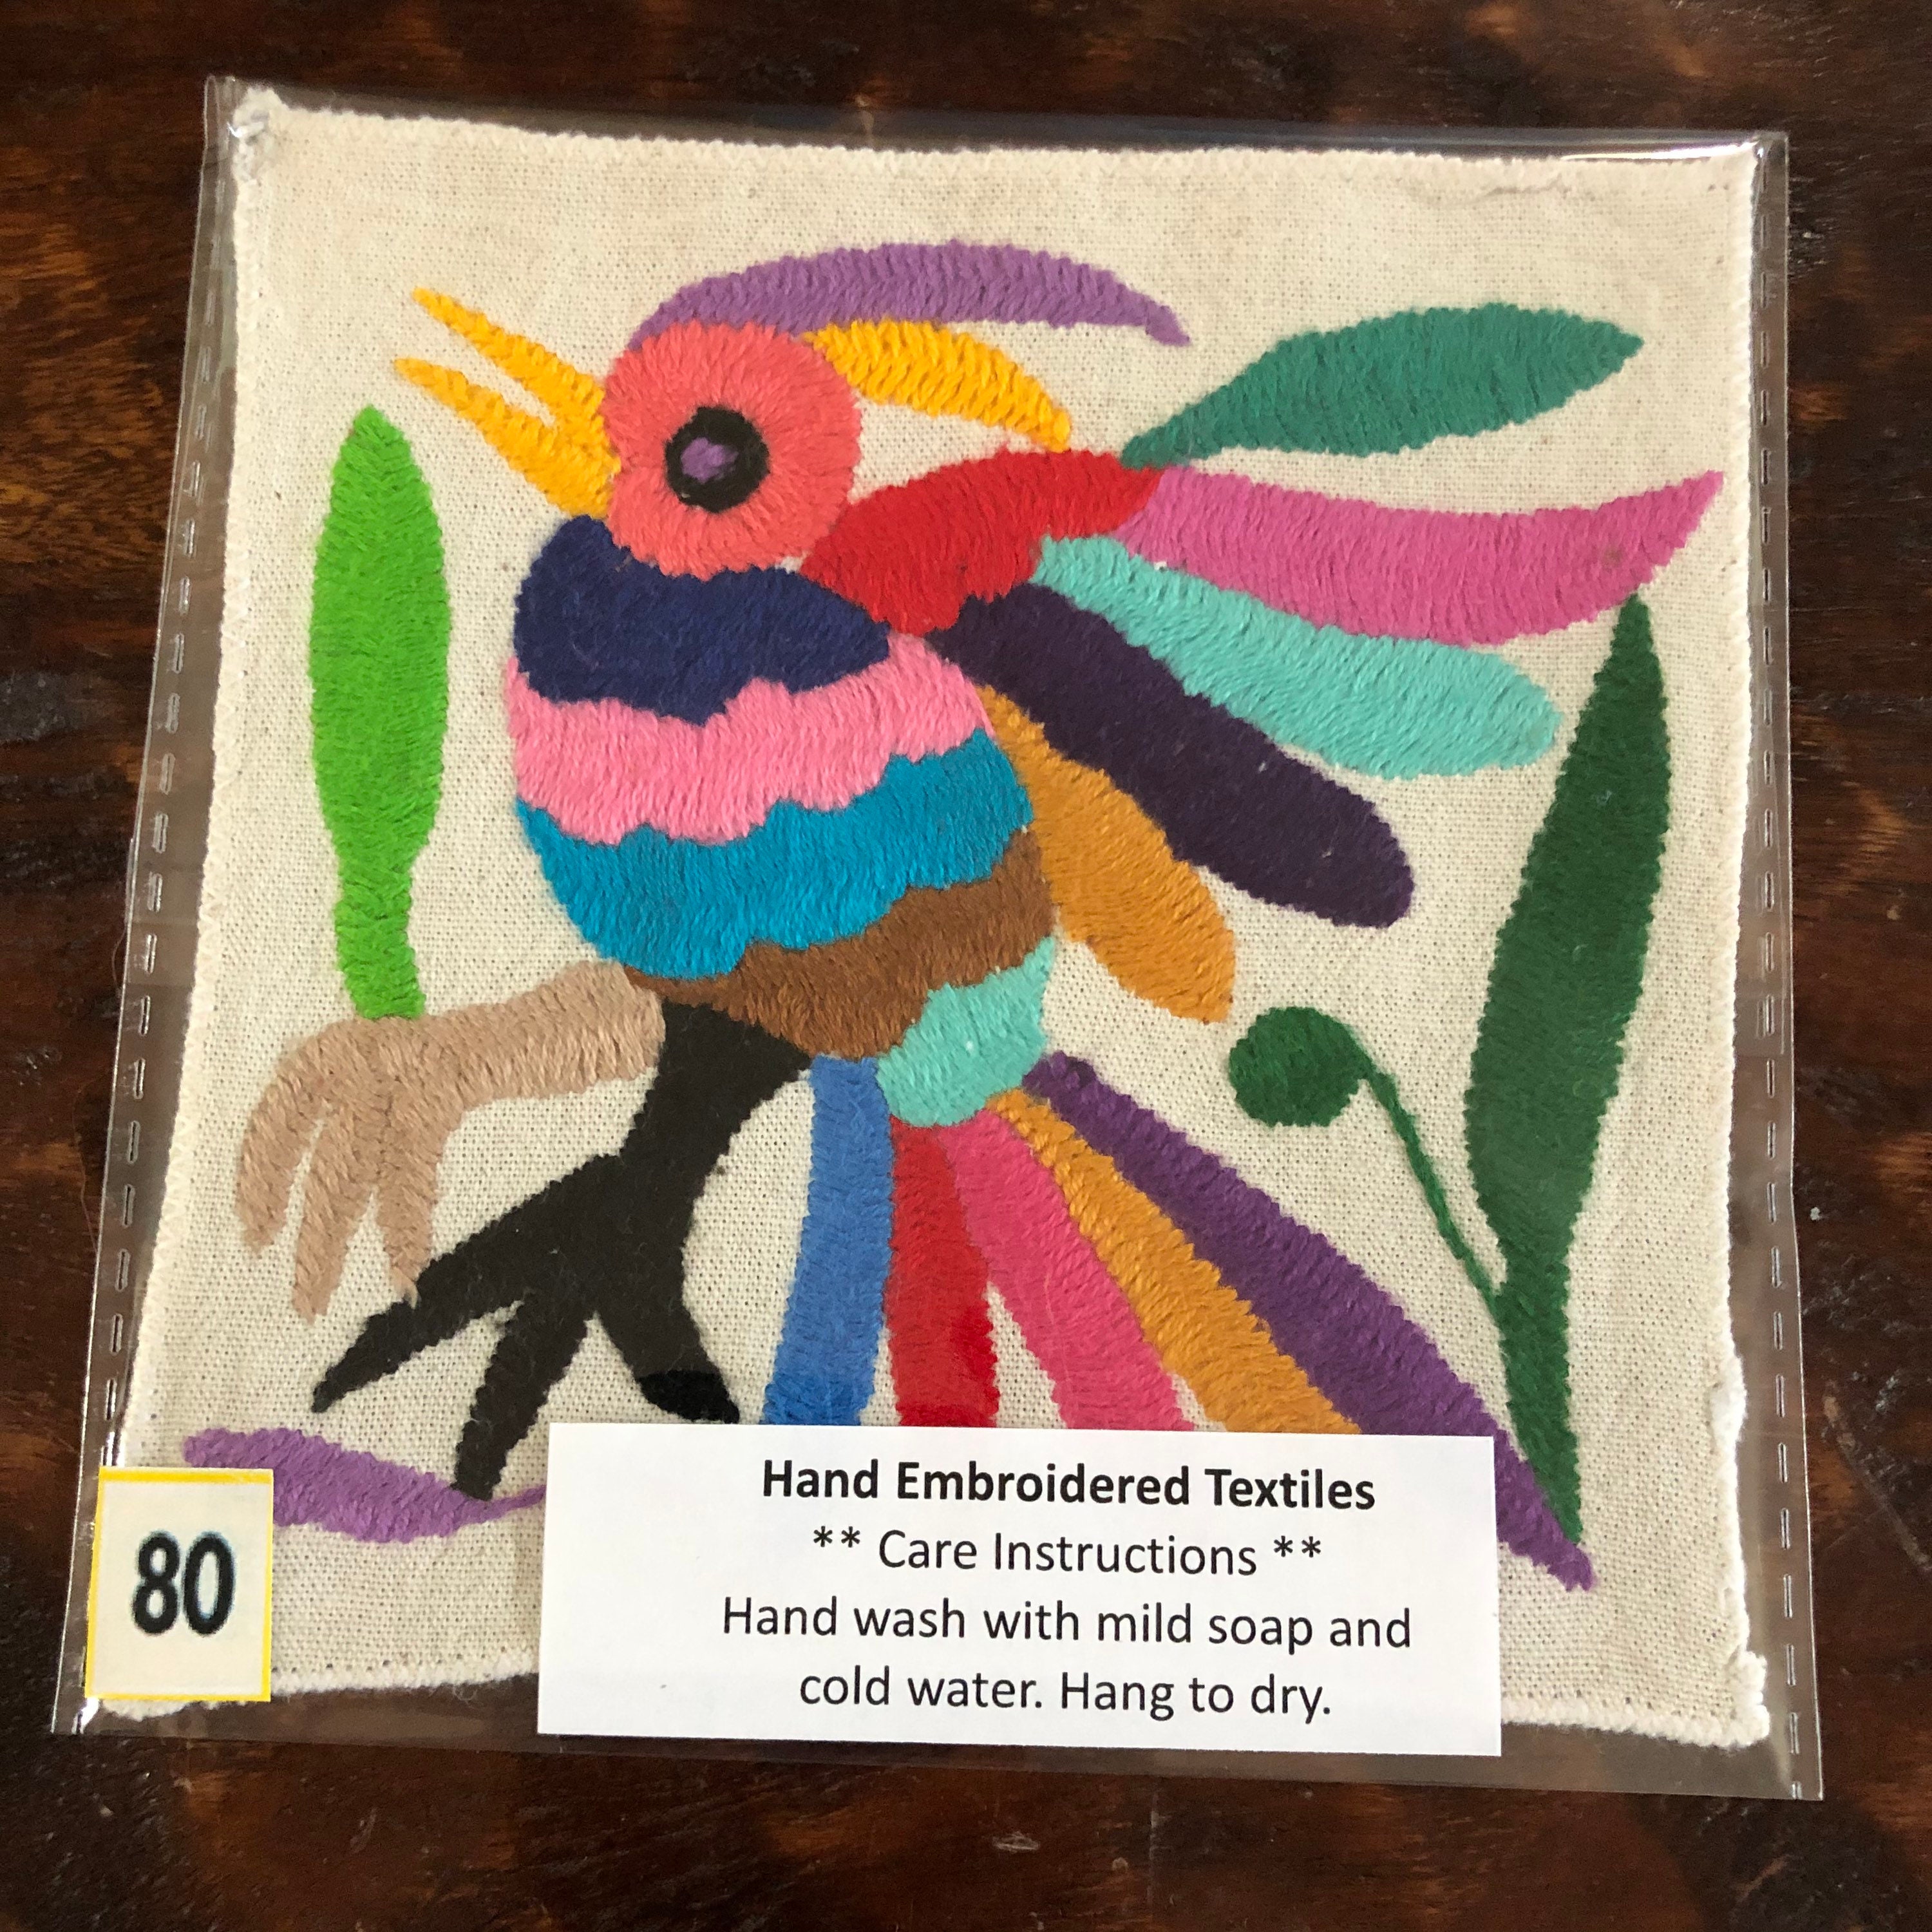 Hand Embroidered Textiles
** Care Instructions **
Hand wash with mild soap and
cold water. Hang to dry.
80